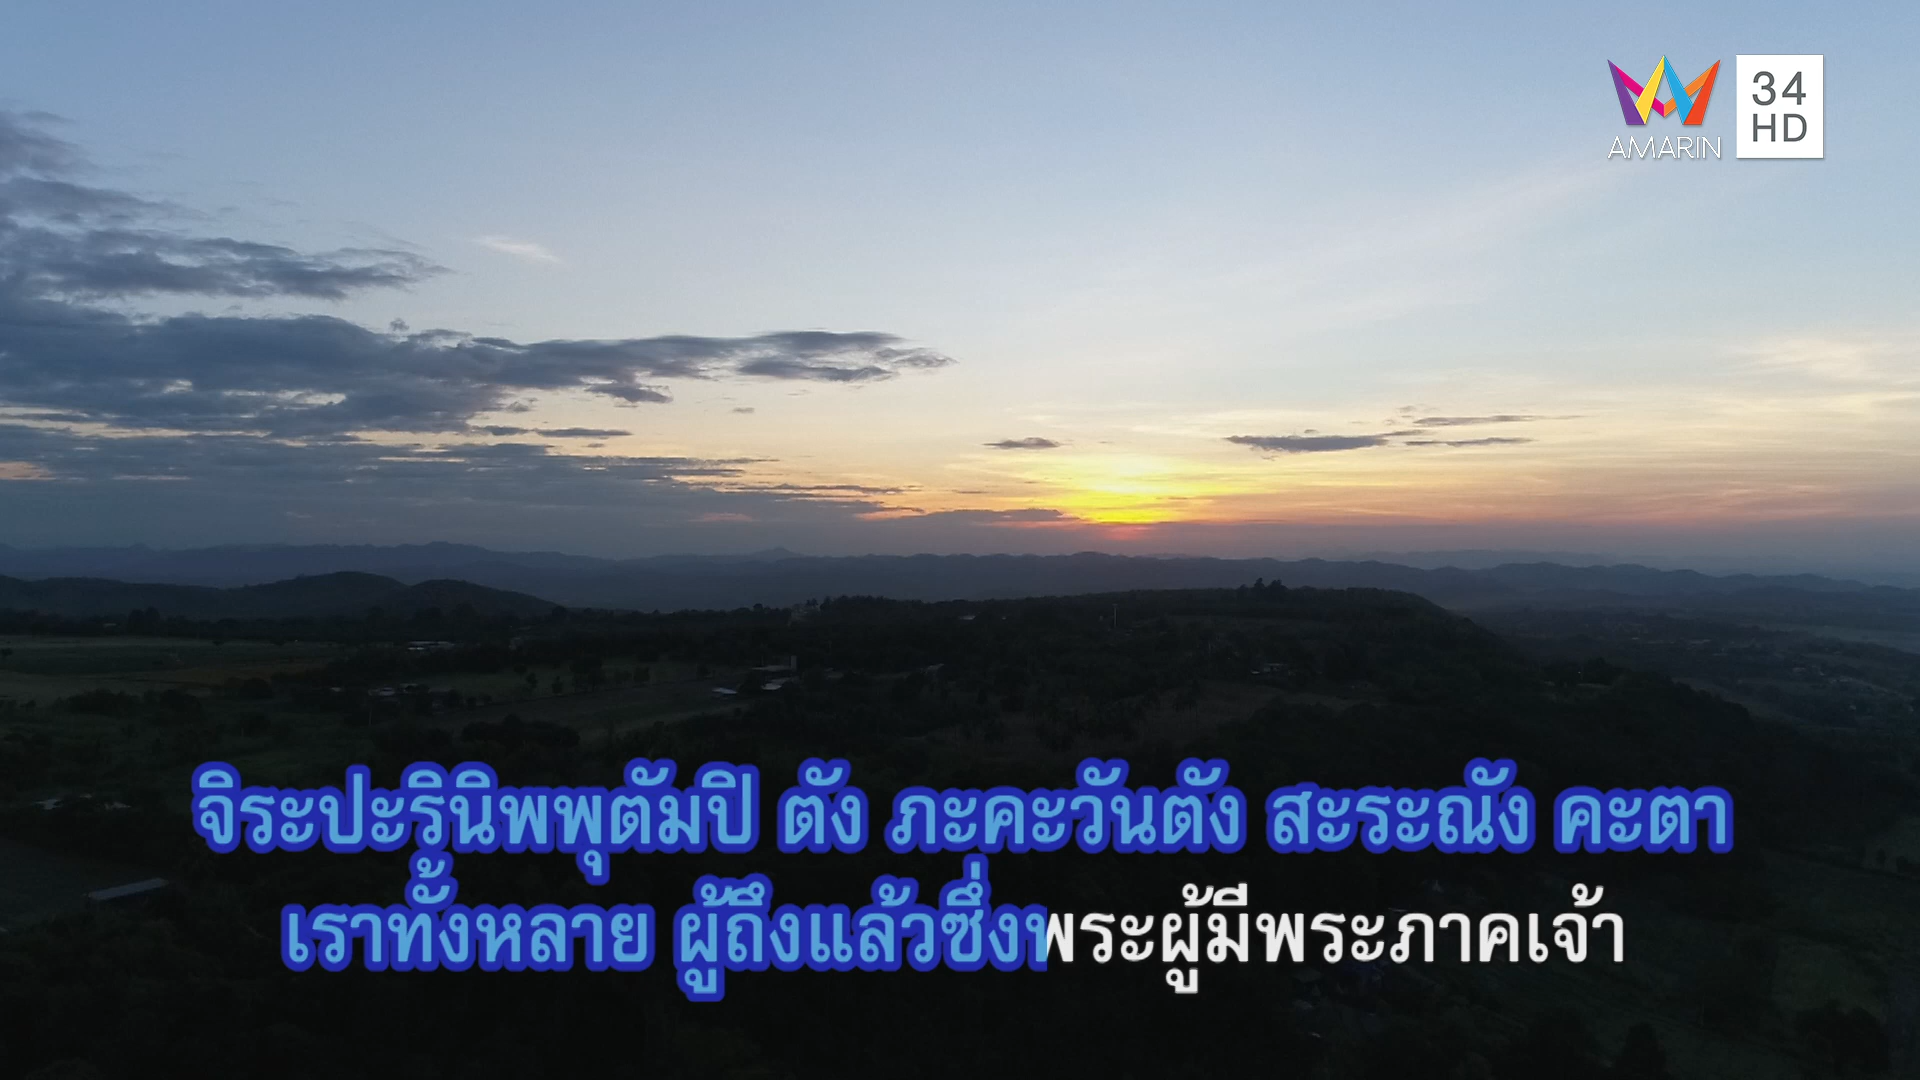 AMARIN
34
HD
จิระปะรินิพพุตัมปิ ตัง ภะคะวันตัง สะระณัง คะตา
เราทั้งหลาย ผู้ถึงแล้วซึ่งพระผู้มีพระภาคเจ้า